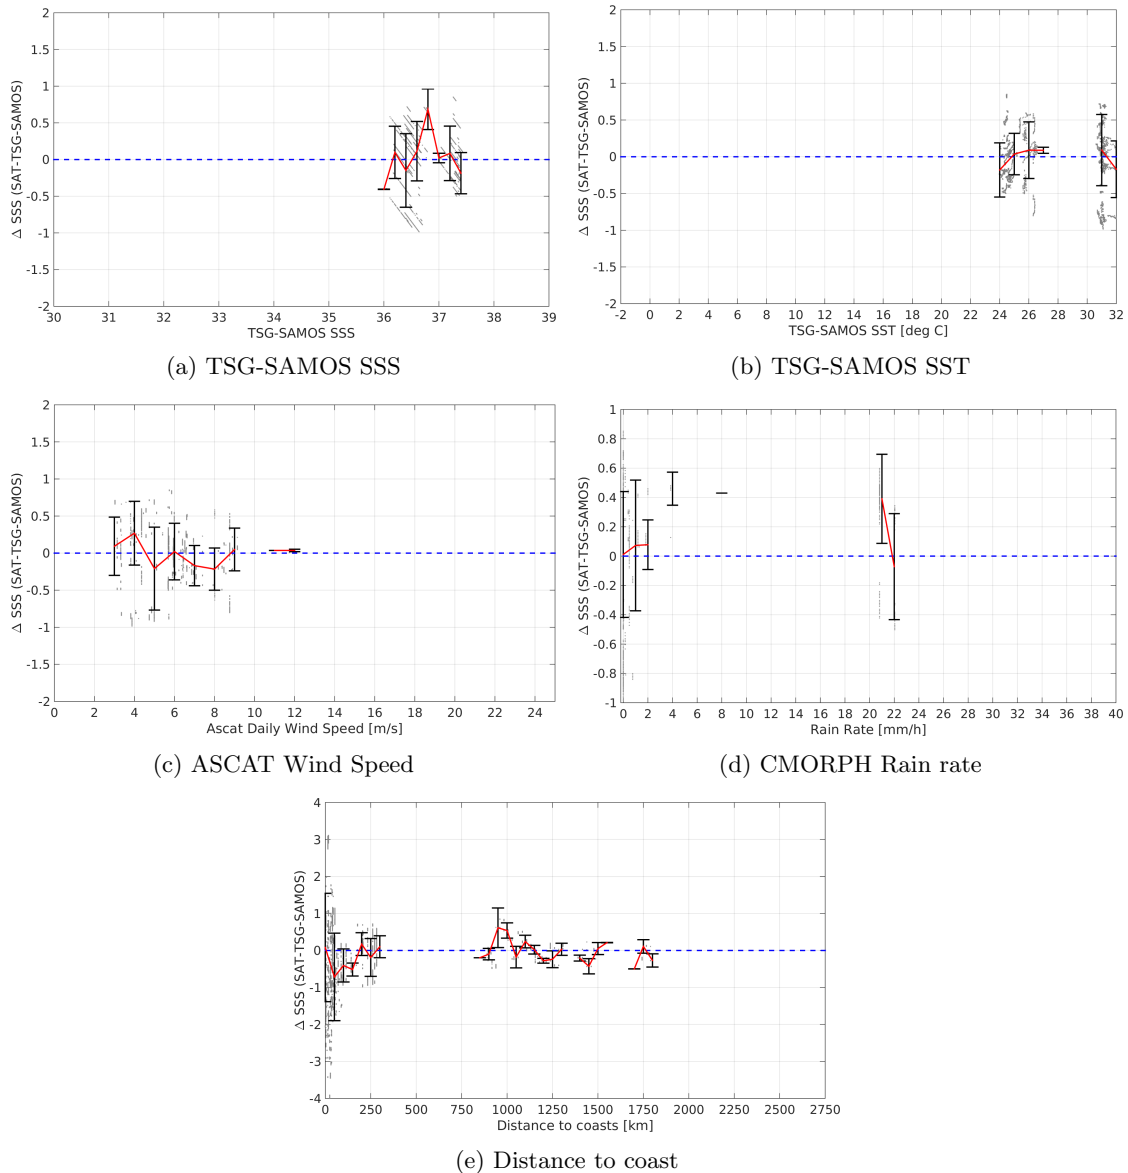 2
1.5
1
0.5
0
-0.5
-1
-1.5
-2
Δ SSS (SAT-TSG-SAMOS)
30 31 32 33 34 35 36 37 38 39
TSG-SAMOS SSS
(a) TSG-SAMOS SSS
2
1.5
1
0.5
0
-0.5
-1
-1.5
-2
Δ SSS (SAT-TSG-SAMOS)
-2 0 2 4 6 8 10 12 14 16 18 20 22 24 26 28 30 32
TSG-SAMOS SST [deg C]
(b) TSG-SAMOS SST
2
1.5
1
0.5
0
-0.5
-1
-1.5
-2
Δ SSS (SAT-TSG-SAMOS)
0 2 4 6 8 10 12 14 16 18 20 22 24
Ascat Daily Wind Speed [m/s]
(c) ASCAT Wind Speed
1
0.8
0.6
0.4
0.2
0
-0.2
-0.4
-0.6
-0.8
-1
Δ SSS (SAT-TSG-SAMOS)
0 2 4 6 8 10 12 14 16 18 20 22 24 26 28 30 32 34 36 38 40
Rain Rate [mm/h]
(d) CMORPH Rain rate
4
3
2
1
0
-1
-2
-3
-4
Δ SSS (SAT-TSG-SAMOS)
0 250 500 750 1000 1250 1500 1750 2000 2250 2500 2750
Distance to coasts [km]
(e) Distance to coast